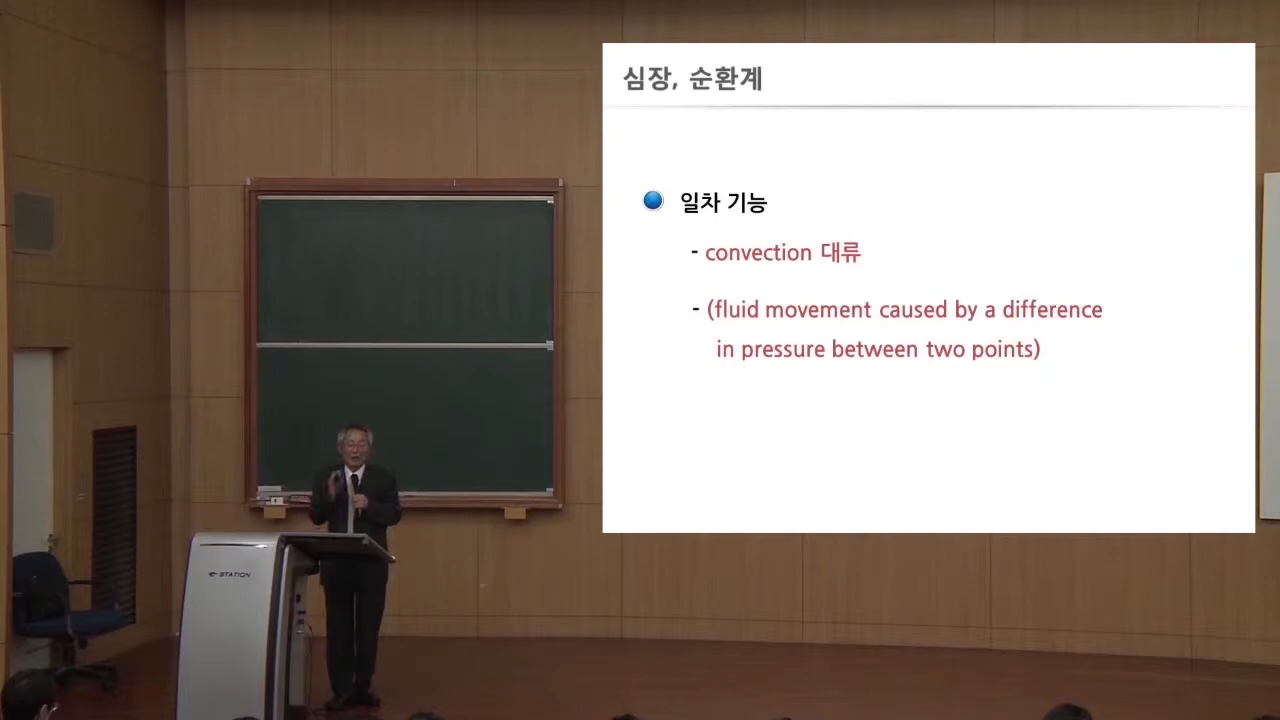 심장, 순환계
일차 기능
- convection 대류
- (fluid movement caused by a difference
in pressure between two points)
STATION